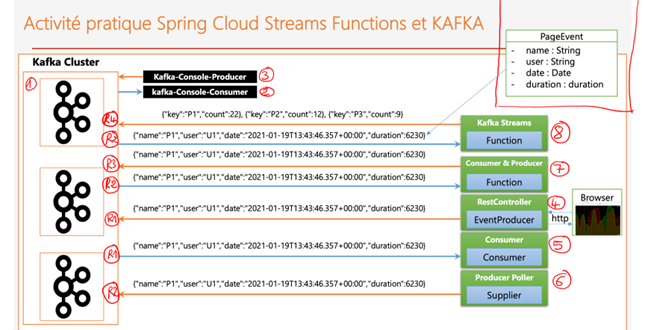 Activité pratique Spring Cloud Streams Functions et KAFKA
PageEvent
- name : String
- user : String
- date : Date
- duration : duration
Kafka Cluster
1
Kafka-Console-Producer
3
kafka-Console-Consumer
2
{"key":"P1","count":22}, {"key":"P2","count":12}, {"key":"P3","count":9}
R4
Kafka Streams
{"name":"P1","user":"U1","date":"2021-01-19T13:43:46.357+00:00","duration":6230}
R2
Function
8
{"name":"P1","user":"U1","date":"2021-01-19T13:43:46.357+00:00","duration":6230}
R3
Consumer & Producer
7
{"name":"P1","user":"U1","date":"2021-01-19T13:43:46.357+00:00","duration":6230}
R2
Function
RestController
4
Browser
{"name":"P1","user":"U1","date":"2021-01-19T13:43:46.357+00:00","duration":6230}
R1
EventProducer
http
Consumer
5
{"name":"P1","user":"U1","date":"2021-01-19T13:43:46.357+00:00","duration":6230}
R1
Consumer
Producer Poller
6
{"name":"P1","user":"U1","date":"2021-01-19T13:43:46.357+00:00","duration":6230}
R2
Supplier